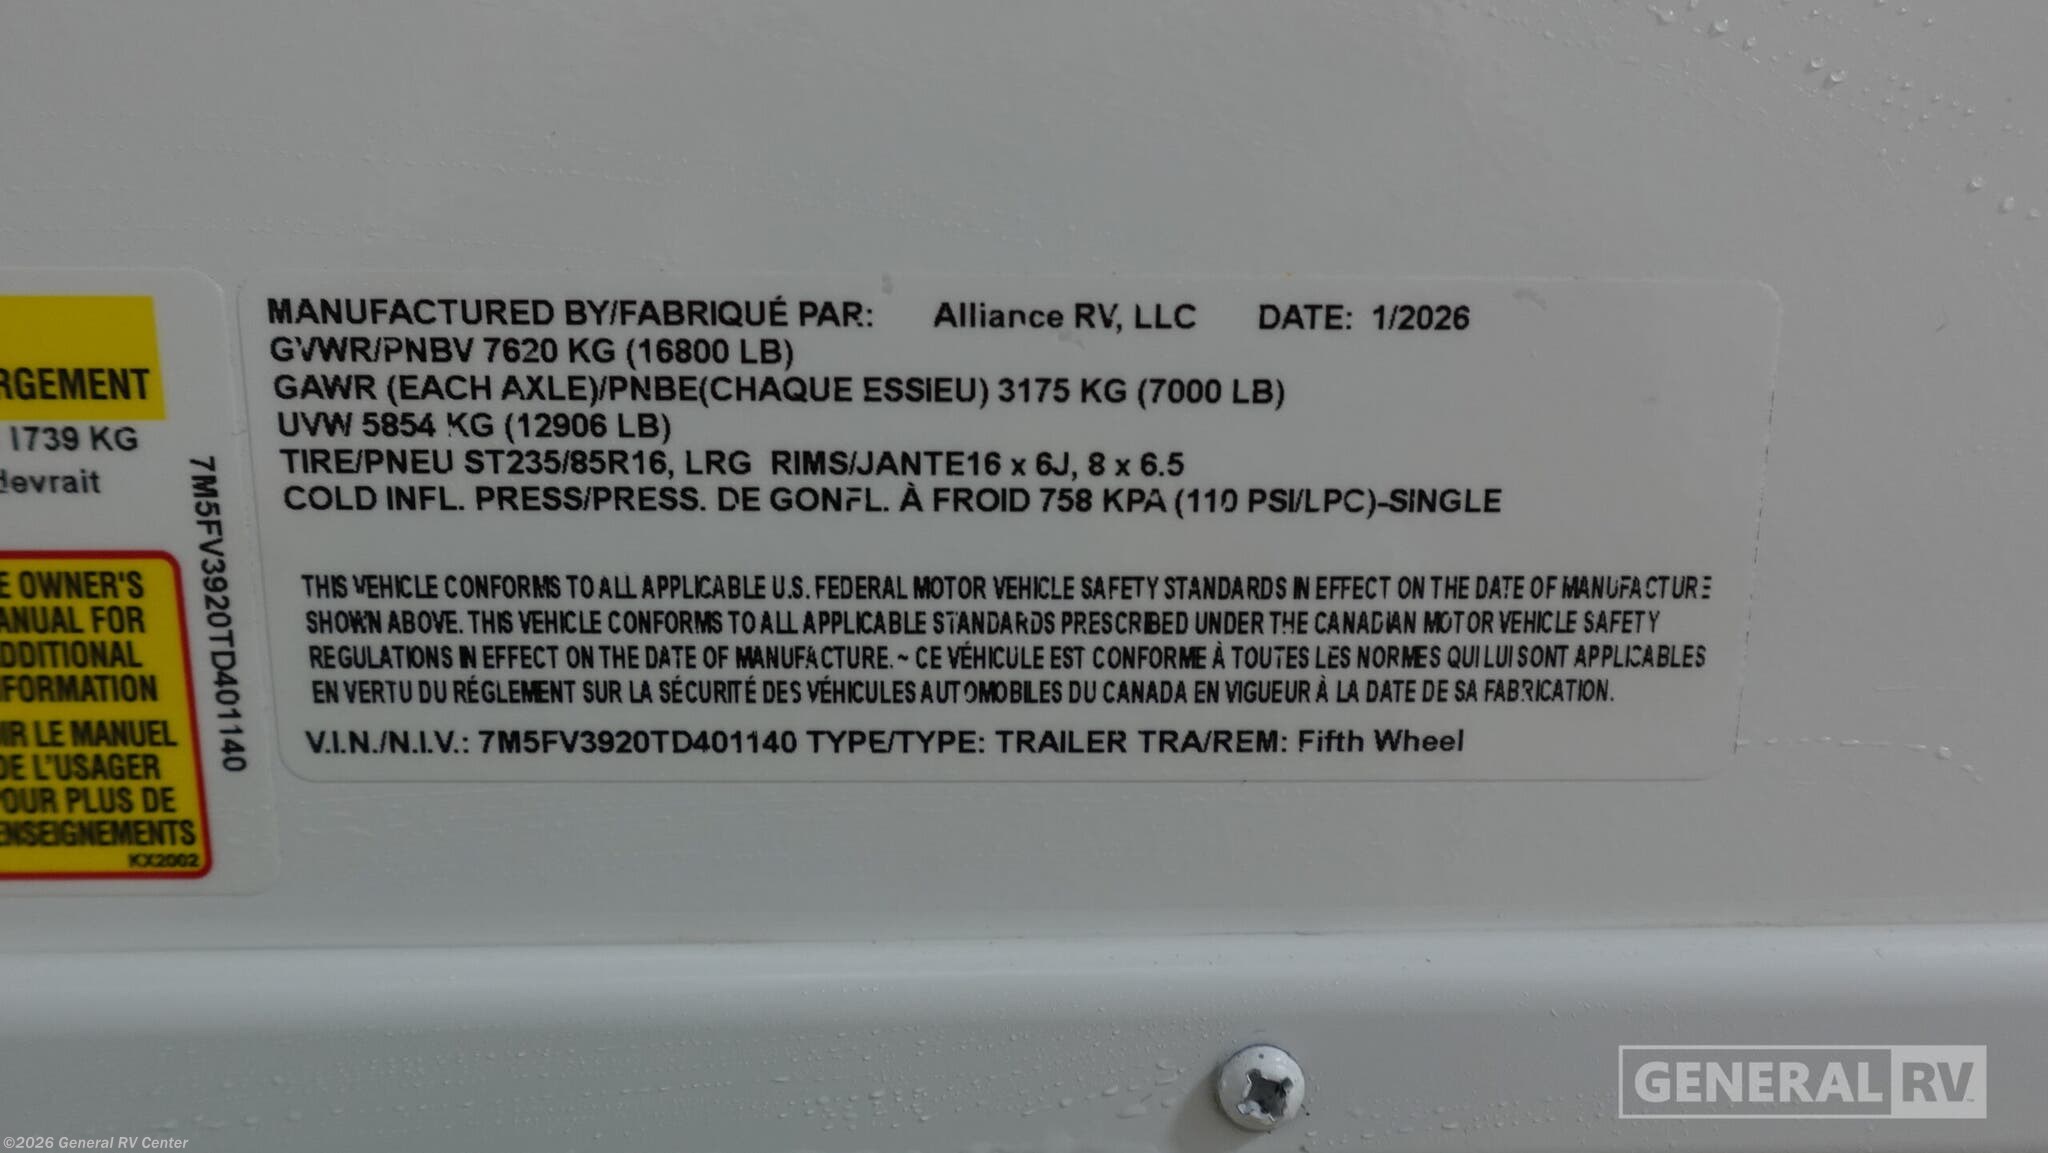 MANUFACTURED BY/FABRIQUÉ PAR: Alliance RV, LLC DATE: 1/2026
GVWR/PNBV 7620 KG (16800 LB)
GAWR (EACH AXLE)/PNBE(CHAQUE ESSIEU) 3175 KG (7000 LB)
UVW 5854 KG (12906 LB)
TIRE/PNEU ST235/85R16, LRG RIMS/JANTE16 x 6J, 8 x 6.5
COLD INFL. PRESS/PRESS. DE GONFL. À FROID 758 KPA (110 PSI/LPC)-SINGLE
THIS VEHICLE CONFORMS TO ALL APPLICABLE U.S. FEDERAL MOTOR VEHICLE SAFETY STANDARDS IN EFFECT ON THE DATE OF MANUFACTURE
SHOWN ABOVE. THIS VEHICLE CONFORMS TO ALL APPLICABLE STANDARDS PRESCRIBED UNDER THE CANADIAN MOTOR VEHICLE SAFETY
REGULATIONS IN EFFECT ON THE DATE OF MANUFACTURE. ~ CE VÉHICULE EST CONFORME À TOUTES LES NORMES QUI LUI SONT APPLICABLES
EN VERTU DU RÉGLEMENT SUR LA SÉCURITÉ DES VÉHICULES AUTOMOBILES DU CANADA EN VIGUEUR À LA DATE DE SA FABRICATION.
V.I.N./N.I.V.: 7M5FV3920TD401140 TYPE/TYPE: TRAILER TRA/REM: Fifth Wheel
RGEMENT
1739 KG
devrait
7M5FV3920TD401140
E OWNER'S
ANUAL FOR
DDITIONAL
NFORMATION
IR LE MANUEL
DE L'USAGER
POUR PLUS DE
ENSEIGNEMENTS
KX2002
GENERAL RV
©2026 General RV Center